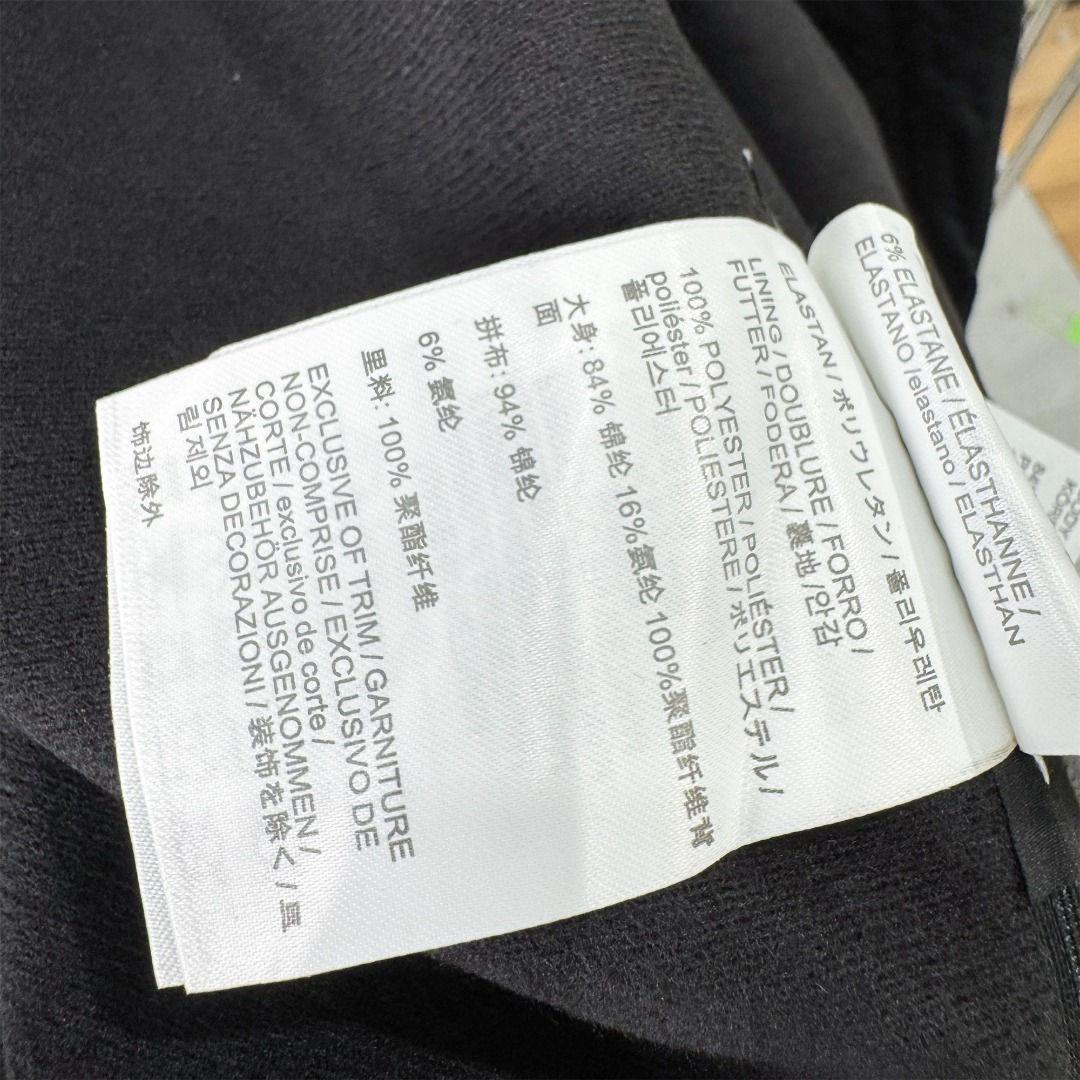 6% ELASTANE / ÉLASTHANNE /
ELASTANO /elastano / ELASTHAN
ELASTAN / ポリウレタン / 폴리우레탄
LINING / DOUBLURE / FORRO /
FUTTER / FODERA / 裏地 /안감
100% POLYESTER / POLIÉSTER /
poliéster / POLIESTERE / ポリエステル /
폴리에스터
大身: 84% 锦纶 16%氨纶 100%聚酯纤维 背
面
拼布: 94% 锦纶
6% 氨纶
里料: 100% 聚酯纤维
EXCLUSIVE OF TRIM / GARNITURE
NON-COMPRISE / EXCLUSIVO DE
CORTE / exclusivo de corte /
NÄHZUBEHÖR AUSGENOMMEN /
SENZA DECORAZIONI / 装飾を除く /
림제외
饰边除外